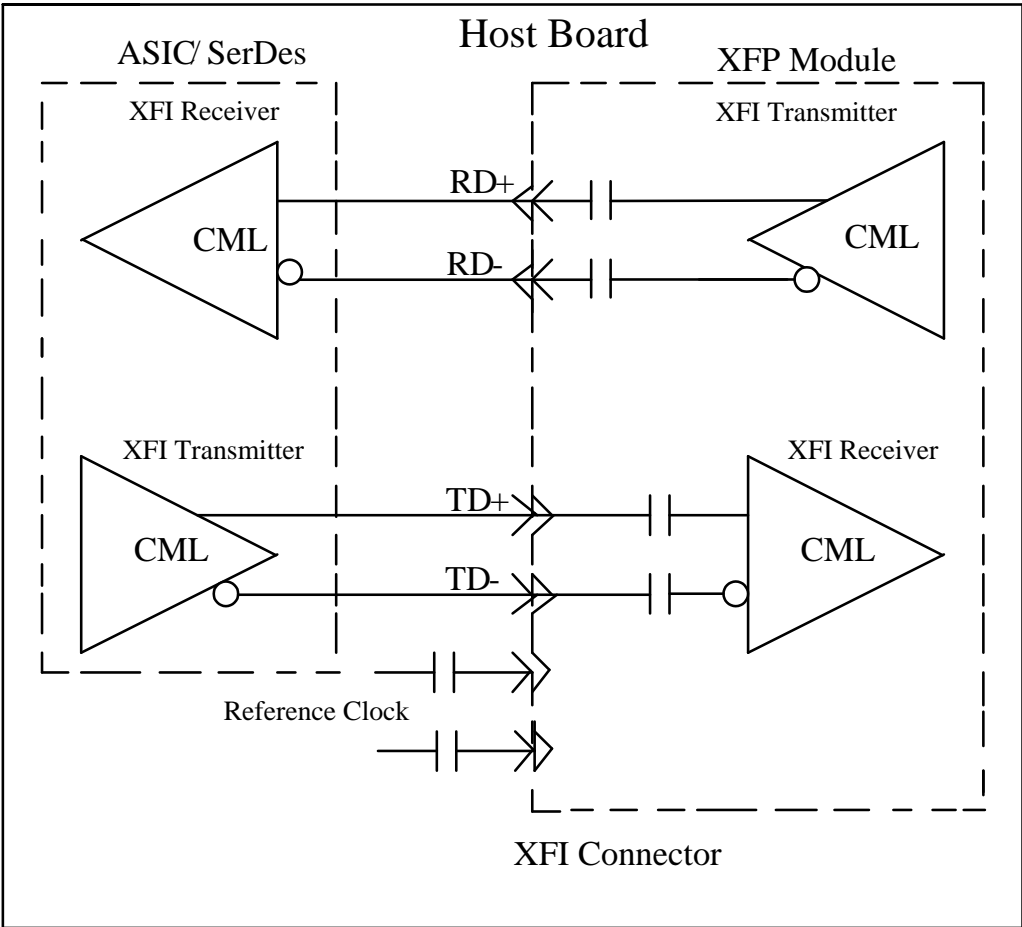 Host Board
ASIC/ SerDes
XFP Module
XFI Receiver
XFI Transmitter
RD+
CML
CML
RD-
XFI Transmitter
XFI Receiver
TD+
CML
CML
TD-
Reference Clock
XFI Connector